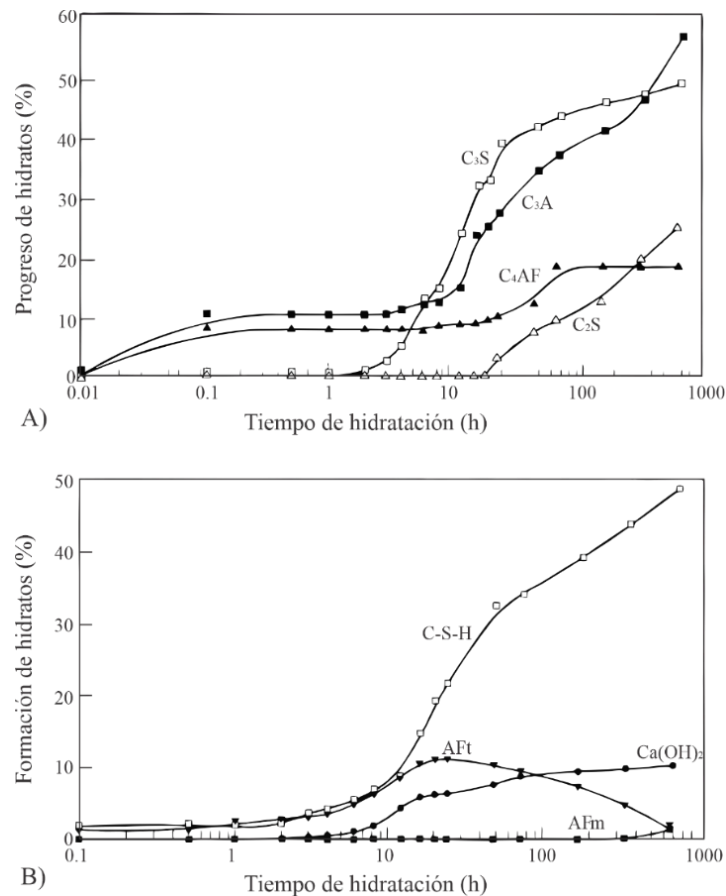 60
50
40
30
20
10
0
Progreso de hidratos (%)
C₃S
C₃A
C₄AF
C₂S
0.01 0.1 1 10 100 1000
A) Tiempo de hidratación (h)
50
40
30
20
10
0
Formación de hidratos (%)
C-S-H
AFt
Ca(OH)₂
AFm
0.1 1 10 100 1000
B) Tiempo de hidratación (h)